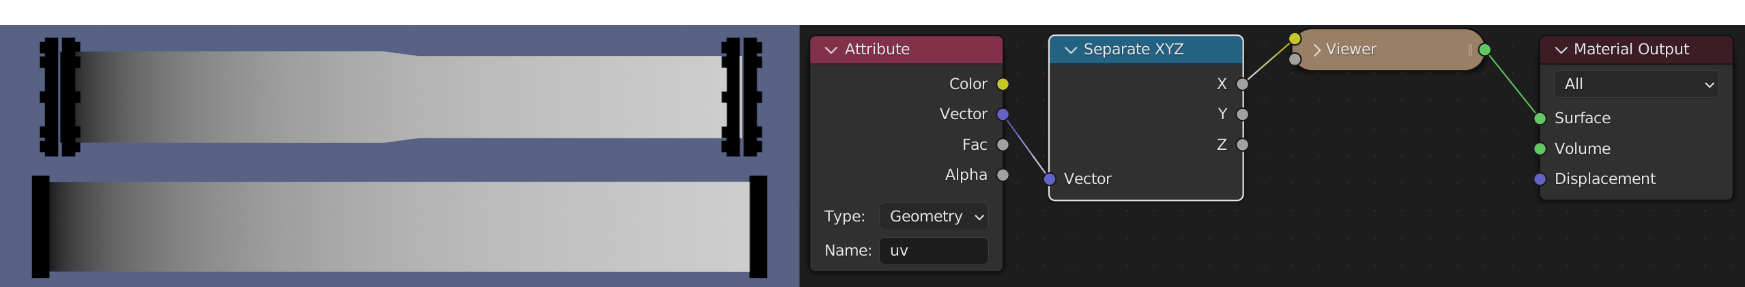 Attribute
Color
Vector
Fac
Alpha
Type: Geometry
Name: uv
Separate XYZ
X
Y
Z
Vector
Viewer
Material Output
All
Surface
Volume
Displacement